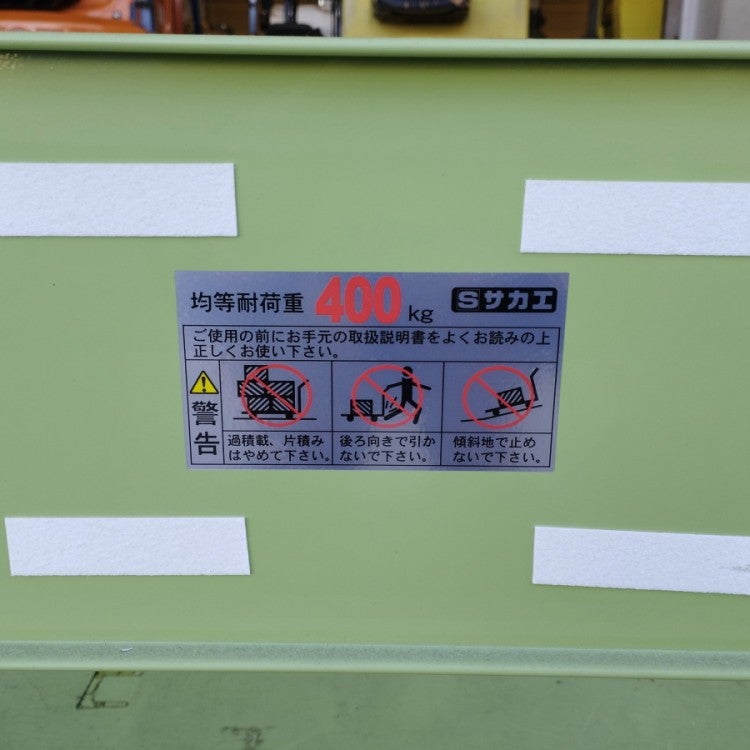 均等耐荷重 400 kg Sサカエ
ご使用の前にお手元の取扱説明書をよくお読みの上
正しくお使い下さい。
警告
過積載、片積み
はやめて下さい。
後ろ向きで引か
ないで下さい。
傾斜地で止め
ないで下さい。